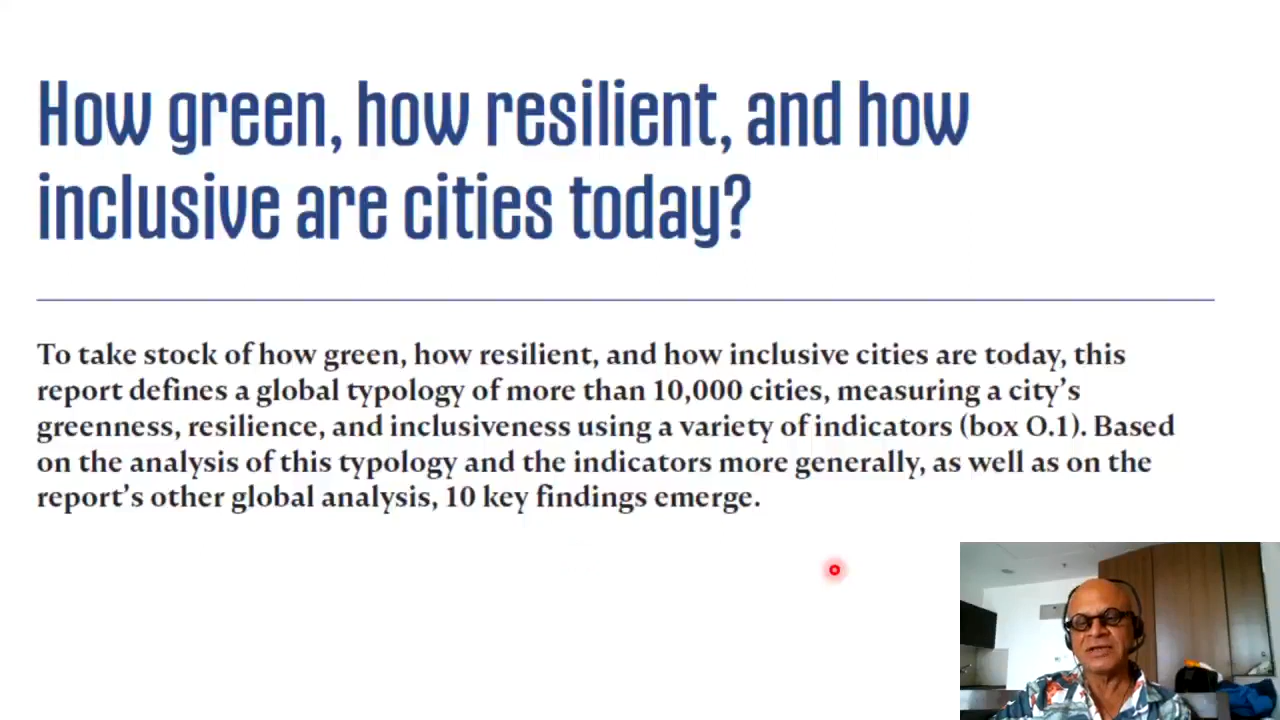 How green, how resilient, and how
inclusive are cities today?
To take stock of how green, how resilient, and how inclusive cities are today, this
report defines a global typology of more than 10,000 cities, measuring a city’s
greenness, resilience, and inclusiveness using a variety of indicators (box O.1). Based
on the analysis of this typology and the indicators more generally, as well as on the
report’s other global analysis, 10 key findings emerge.